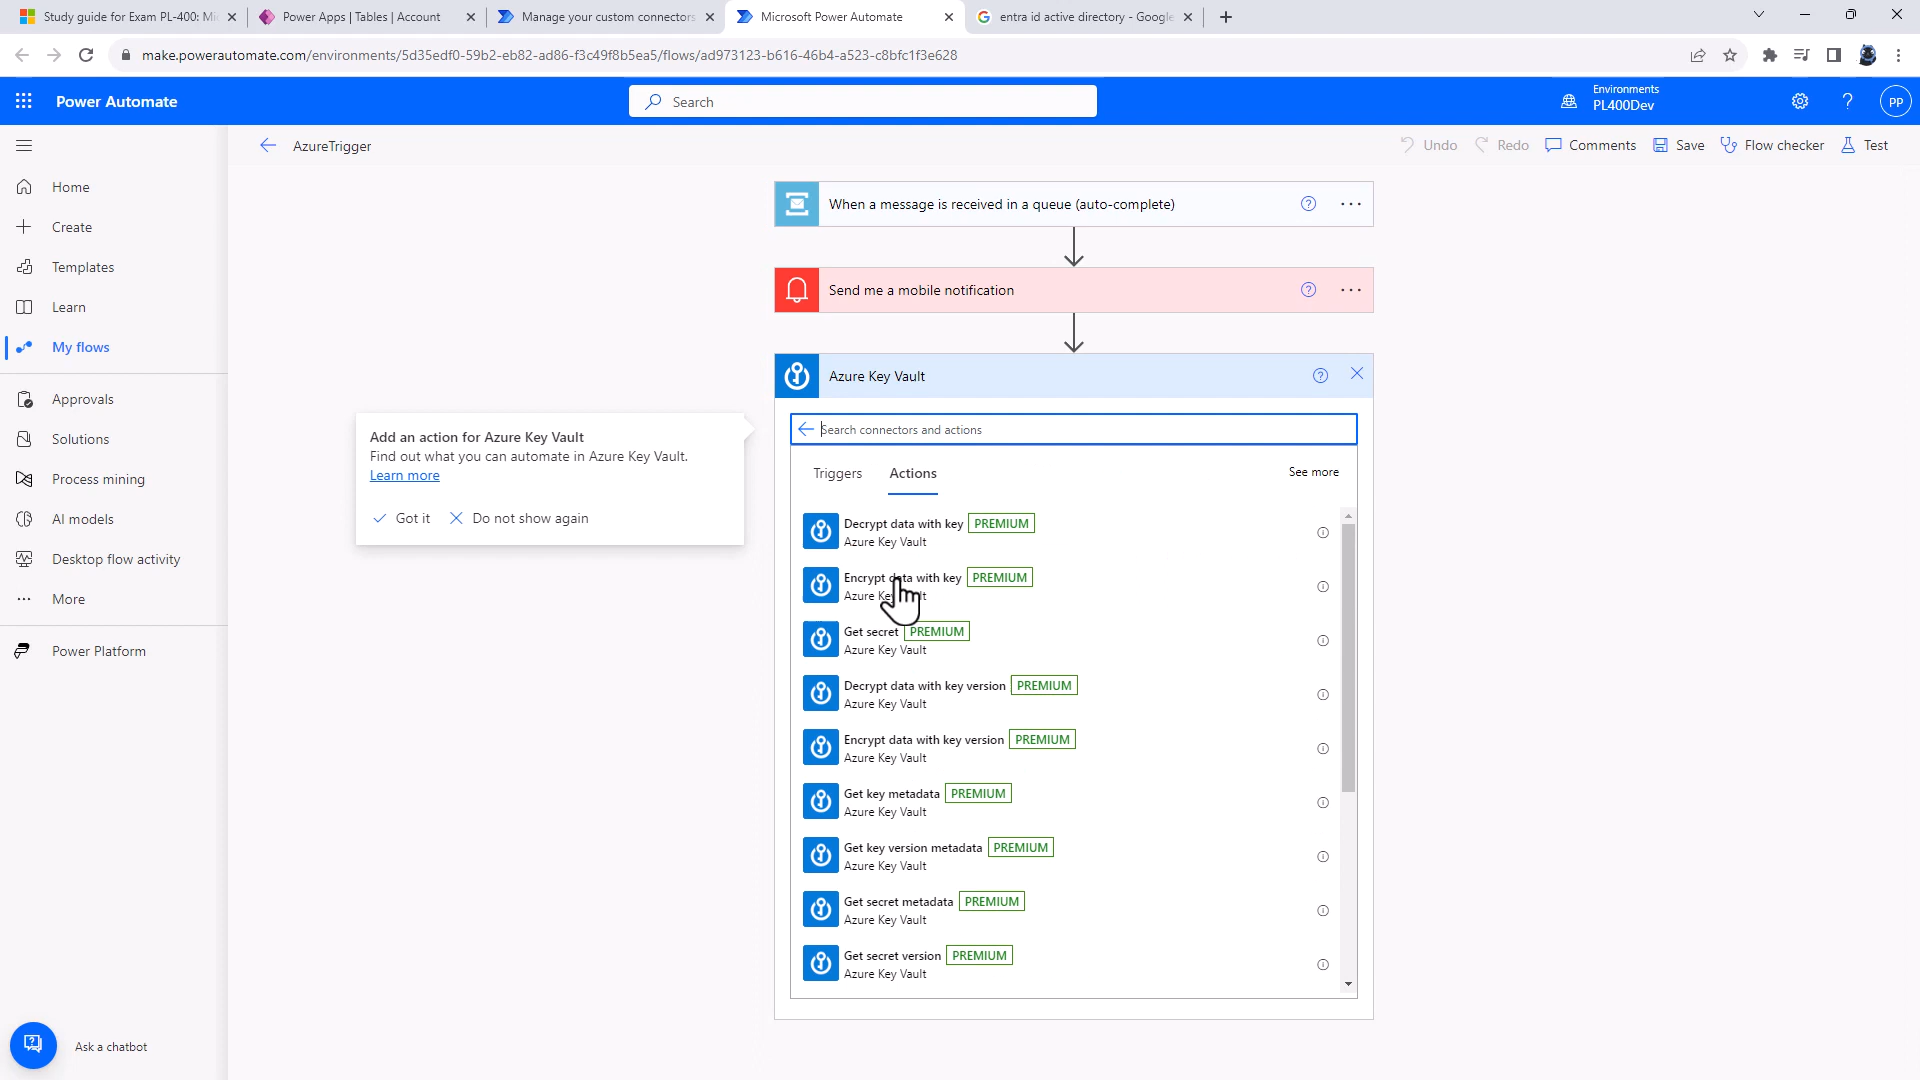 Study guide for Exam PL-400: Mi
Power Apps | Tables | Account
Manage your custom connectors
Microsoft Power Automate
entra id active directory - Google
make.powerautomate.com/environments/5d35edf0-59b2-eb82-ad86-f3c49f8b5ea5/flows/ad973123-b616-46b4-a523-c8bfc1f3e628
Power Automate
Search
Environments
PL400Dev
PP
AzureTrigger
Undo
Redo
Comments
Save
Flow checker
Test
Home
Create
Templates
Learn
My flows
Approvals
Solutions
Process mining
AI models
Desktop flow activity
More
Power Platform
Ask a chatbot
When a message is received in a queue (auto-complete)
Send me a mobile notification
Azure Key Vault
Add an action for Azure Key Vault
Find out what you can automate in Azure Key Vault.
Learn more
Got it
Do not show again
Search connectors and actions
Triggers
Actions
See more
Decrypt data with key PREMIUM
Azure Key Vault
Encrypt data with key PREMIUM
Azure Key Vault
Get secret PREMIUM
Azure Key Vault
Decrypt data with key version PREMIUM
Azure Key Vault
Encrypt data with key version PREMIUM
Azure Key Vault
Get key metadata PREMIUM
Azure Key Vault
Get key version metadata PREMIUM
Azure Key Vault
Get secret metadata PREMIUM
Azure Key Vault
Get secret version PREMIUM
Azure Key Vault